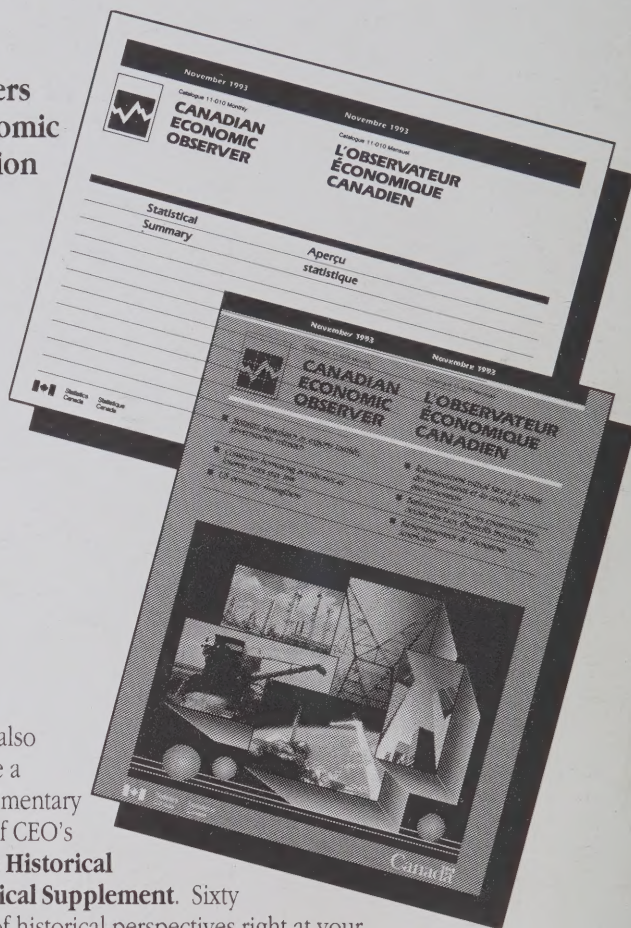 ers
omic
ion
November 1993
Novembre 1993
Catalogue 11-010 Monthly
CANADIAN
ECONOMIC
OBSERVER
Catalogue 11-010 Mensuel
L'OBSERVATEUR
ÉCONOMIQUE
CANADIEN
Statistical
Summary
Aperçu
statistique
Statistics
Canada
Statistique
Canada
November 1993
Novembre 1993
CANADIAN
ECONOMIC
OBSERVER
L'OBSERVATEUR
ÉCONOMIQUE
CANADIEN
Canada
also
e a
mentary
f CEO's
Historical
ical Supplement. Sixty
of historical perspectives right at your